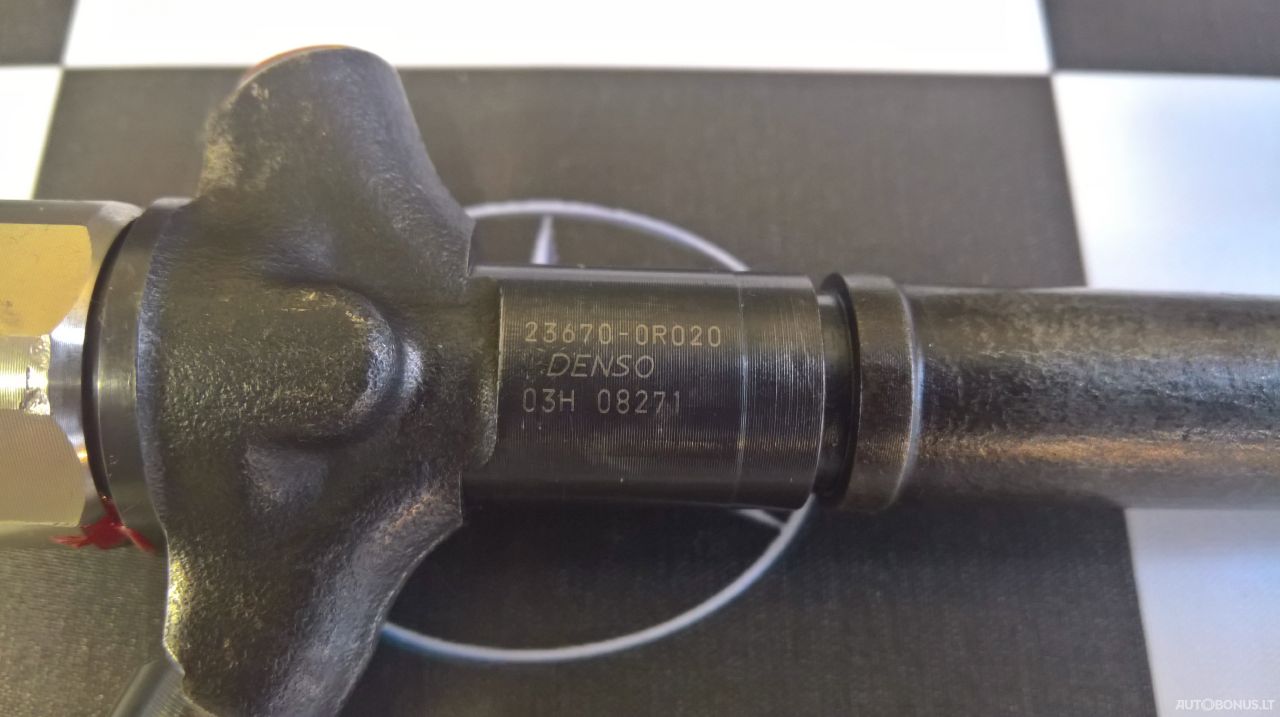 23670-0R020
DENSO
03H 08271
AUTOBONUS.LT